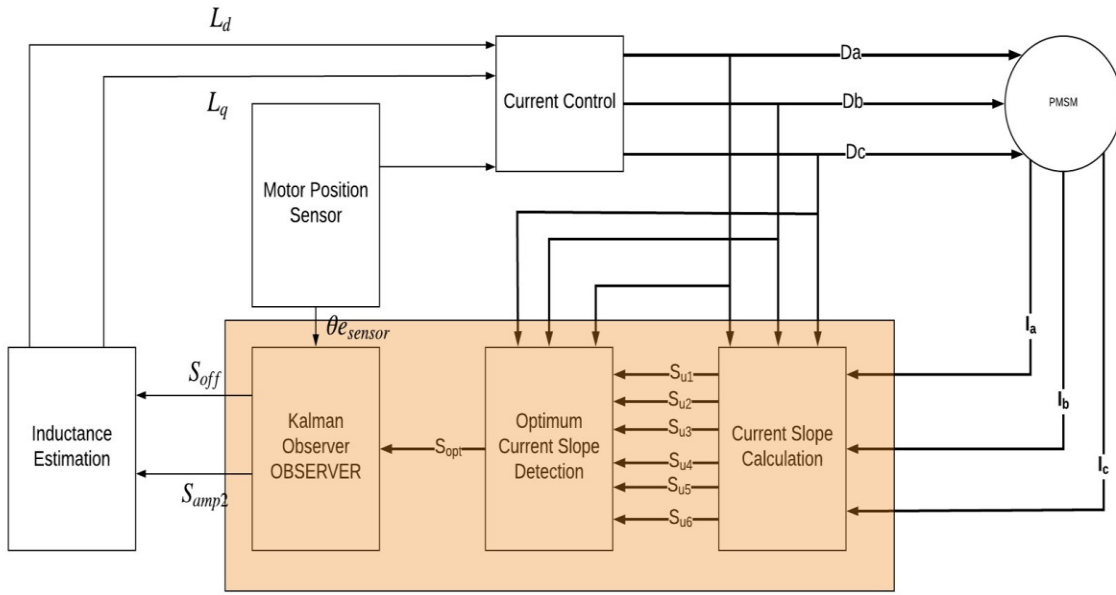 L_d
L_q
Current Control
Da
Db
Dc
PMSM
Motor Position
Sensor
θe_sensor
I_a
I_b
I_c
Inductance
Estimation
S_off
S_amp2
Kalman
Observer
OBSERVER
S_opt
Optimum
Current Slope
Detection
S_u1
S_u2
S_u3
S_u4
S_u5
S_u6
Current Slope
Calculation